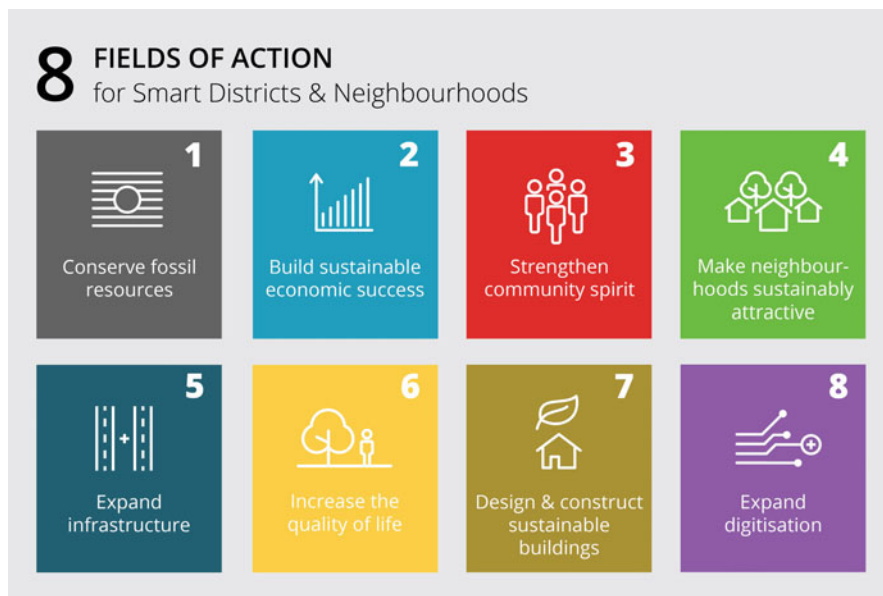 8 FIELDS OF ACTION
for Smart Districts & Neighbourhoods
1
Conserve fossil
resources
2
Build sustainable
economic success
3
Strengthen
community spirit
4
Make neighbour-
hoods sustainably
attractive
5
Expand
infrastructure
6
Increase the
quality of life
7
Design & construct
sustainable
buildings
8
Expand
digitisation